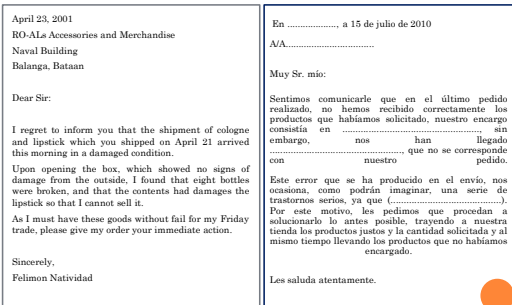 April 23, 2001
RO-ALs Accessories and Merchandise
Naval Building
Balanga, Bataan
Dear Sir:
I regret to inform you that the shipment of cologne
and lipstick which you shipped on April 21 arrived
this morning in a damaged condition.
Upon opening the box, which showed no signs of
damage from the outside, I found that eight bottles
were broken, and that the contents had damages the
lipstick so that I cannot sell it.
As I must have these goods without fail for my Friday
trade, please give my order your immediate action.
Sincerely,
Felimon Natividad
En ..................., a 15 de julio de 2010
A/A.................................
Muy Sr. mío:
Sentimos comunicarle que en el último pedido
realizado, no hemos recibido correctamente los
productos que habíamos solicitado, nuestro encargo
consistía en ...................................................., sin
embargo, nos han llegado
................................................., que no se corresponde
con nuestro pedido.
Este error que se ha producido en el envío, nos
ocasiona, como podrán imaginar, una serie de
trastornos serios, ya que (..........................................).
Por este motivo, les pedimos que procedan a
solucionarlo lo antes posible, trayendo a nuestra
tienda los productos justos y la cantidad solicitada y al
mismo tiempo llevando los productos que no habíamos
encargado.
Les saluda atentamente.